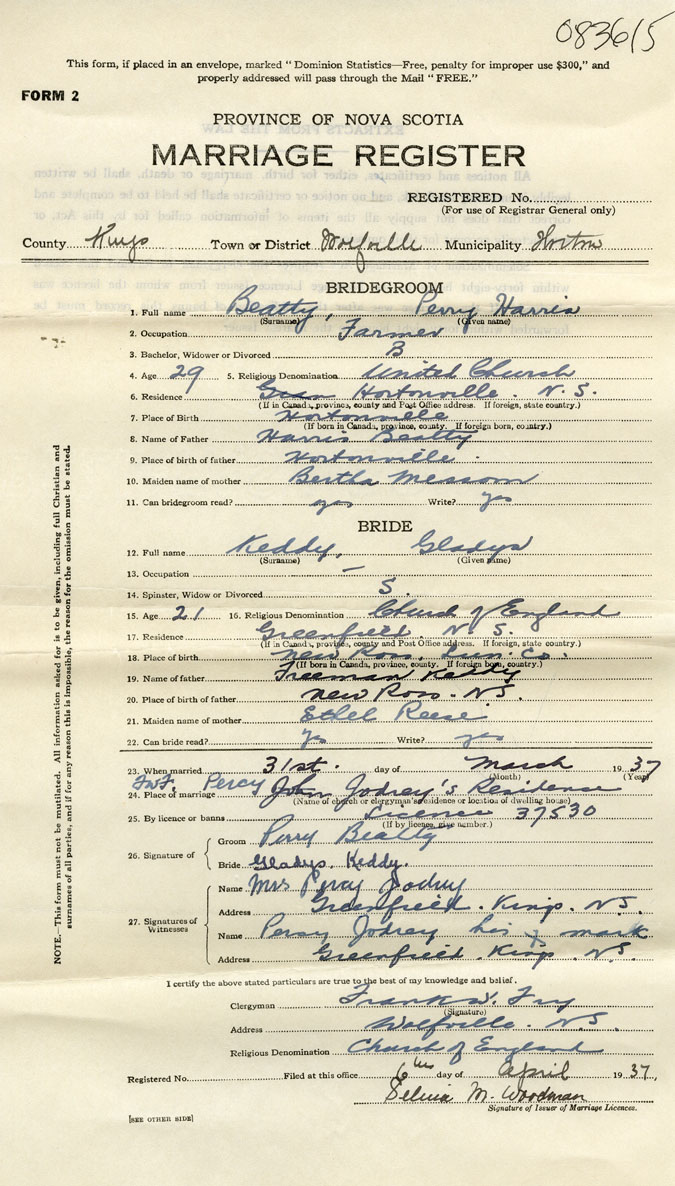 083615
This form, if placed in an envelope, marked "Dominion Statistics—Free, penalty for improper use $300," and
properly addressed will pass through the Mail "FREE."
FORM 2
PROVINCE OF NOVA SCOTIA
MARRIAGE REGISTER
REGISTERED No.
(For use of Registrar General only)
County Kings Town or District Wolfville Municipality Horton
BRIDEGROOM
1. Full name Beatty, Perry Harris
(Surname) (Given name)
2. Occupation Farmer
3. Bachelor, Widower or Divorced B
4. Age 29 5. Religious Denomination United Church
6. Residence Hortonville. N.S.
(If in Canada, province, county and Post Office address. If foreign, state country.)
7. Place of Birth Hortonville
(If born in Canada, province, county. If foreign born, country.)
8. Name of Father Harris Beatty
9. Place of birth of father Hortonville
10. Maiden name of mother Bertha
11. Can bridegroom read? yes Write? yes
BRIDE
12. Full name Keddy, Gladys
(Surname) (Given name)
13. Occupation —
14. Spinster, Widow or Divorced S.
15. Age 21 16. Religious Denomination Church of England
17. Residence Greenfield, N.S.
(If in Canada, province, county and Post Office address. If foreign, state country.)
18. Place of birth New Ross, Lun. Co.
(If born in Canada, province, county. If foreign born, country.)
19. Name of father Freeman Keddy
20. Place of birth of father New Ross. N.S.
21. Maiden name of mother Ethel Reese
22. Can bride read? yes Write? yes
23. When married 31st. day of March 1937
(Month) (Year)
24. Place of marriage F.W.F. Percy John Jodrey's Residence
(Name of church or clergyman's residence or location of dwelling house)
25. By licence or banns Licence 37530
(If by licence, give number.)
26. Signature of
Groom Perry Beatty
Bride Gladys. Keddy.
27. Signatures of Witnesses
Name Mrs Percy Jodrey
Address Greenfield. Kings. N.S.
Name Percy Jodrey his x mark
Address Greenfield. Kings. N.S.
I certify the above stated particulars are true to the best of my knowledge and belief.
Clergyman Frank W. Fry
(Signature)
Address Wolfville. N.S.
Religious Denomination Church of England
Registered No. Filed at this office 6ths day of April 1937,
Selina M. Woodman
Signature of Issuer of Marriage Licences.
[SEE OTHER SIDE]
NOTE.—This form must not be mutilated. All information asked for is to be given, including full Christian and
surnames of all parties, and if for any reason this is impossible, the reason for the omission must be stated.